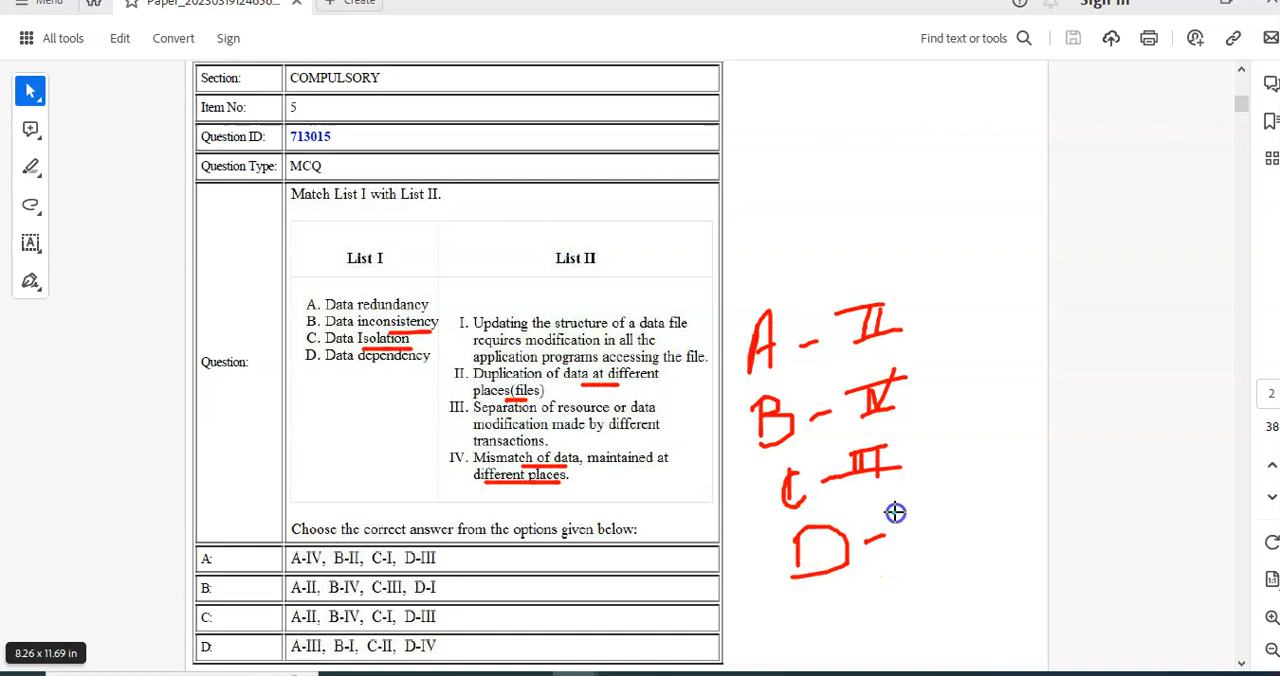 Menu
Paper_20230319124656...
Create
Sign in
All tools
Edit
Convert
Sign
Find text or tools
Section: COMPULSORY
Item No: 5
Question ID: 713015
Question Type: MCQ
Match List I with List II.
List I
List II
A. Data redundancy
B. Data inconsistency
C. Data Isolation
D. Data dependency
I. Updating the structure of a data file
requires modification in all the
application programs accessing the file.
II. Duplication of data at different
places(files)
III. Separation of resource or data
modification made by different
transactions.
IV. Mismatch of data, maintained at
different places.
Question:
Choose the correct answer from the options given below:
A: A-IV, B-II, C-I, D-III
B: A-II, B-IV, C-III, D-I
C: A-II, B-IV, C-I, D-III
D: A-III, B-I, C-II, D-IV
A - II
B - IV
C - III
D -
2
38
8.26 x 11.69 in